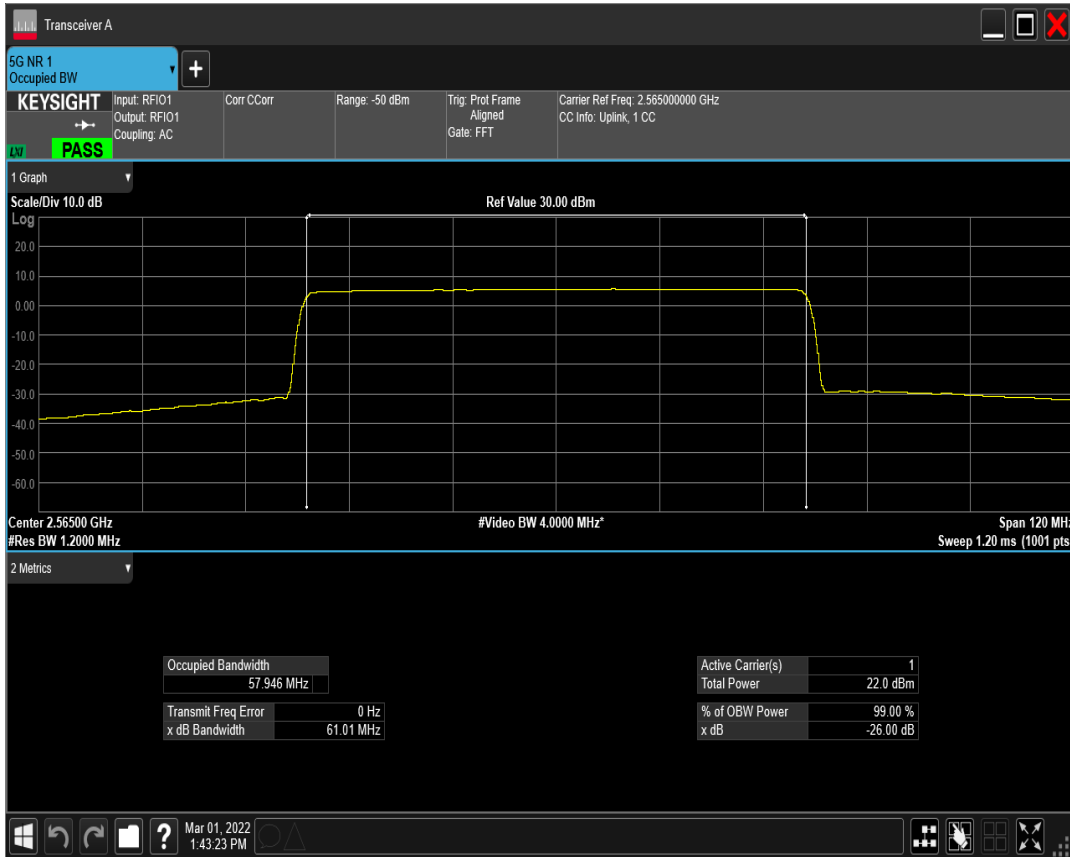 Transceiver A
5G NR 1
Occupied BW
+
KEYSIGHT
LXI
PASS
Input: RFIO1
Output: RFIO1
Coupling: AC
Corr CCorr
Range: -50 dBm
Trig: Prot Frame
Aligned
Gate: FFT
Carrier Ref Freq: 2.565000000 GHz
CC Info: Uplink, 1 CC
1 Graph
Scale/Div 10.0 dB
Ref Value 30.00 dBm
Log
20.0
10.0
0.00
-10.0
-20.0
-30.0
-40.0
-50.0
-60.0
Center 2.56500 GHz
#Video BW 4.0000 MHz*
Span 120 MHz
#Res BW 1.2000 MHz
Sweep 1.20 ms (1001 pts
2 Metrics
Occupied Bandwidth
57.946 MHz
Transmit Freq Error 0 Hz
x dB Bandwidth 61.01 MHz
Active Carrier(s) 1
Total Power 22.0 dBm
% of OBW Power 99.00 %
x dB -26.00 dB
?
Mar 01, 2022
1:43:23 PM